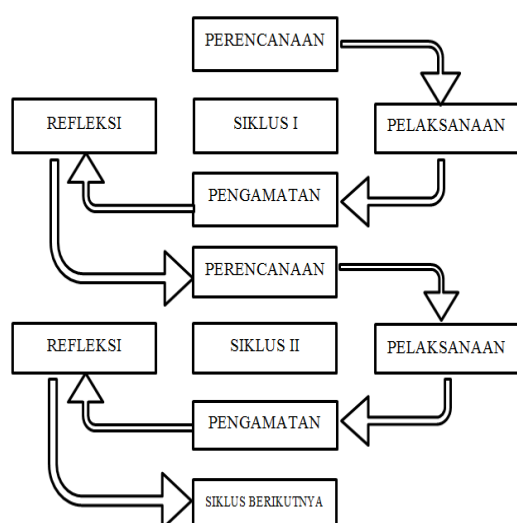 PERENCANAAN
REFLEKSI
SIKLUS I
PELAKSANAAN
PENGAMATAN
PERENCANAAN
REFLEKSI
SIKLUS II
PELAKSANAAN
PENGAMATAN
SIKLUS BERIKUTNYA